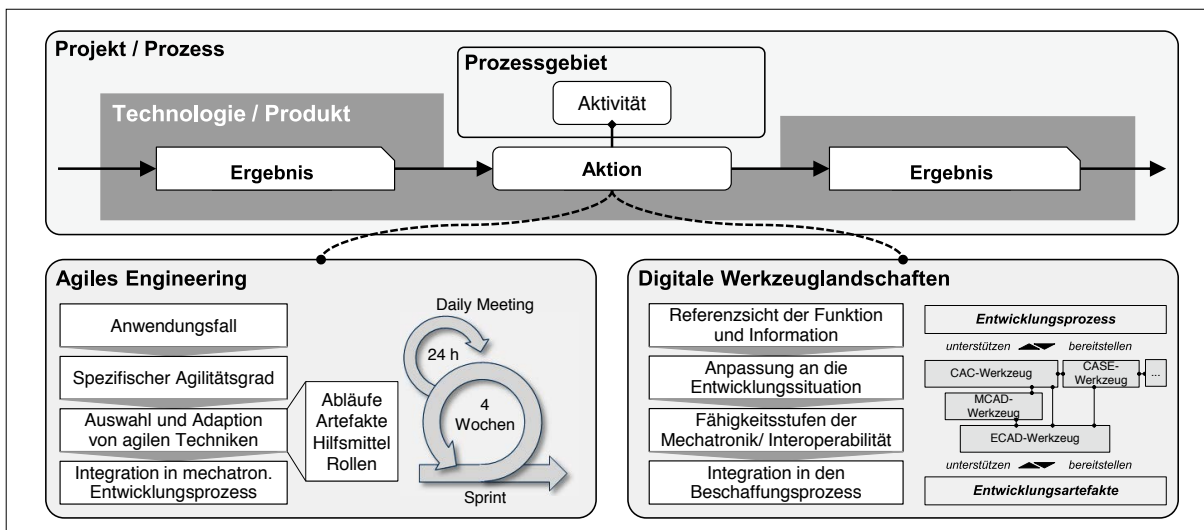 Projekt / Prozess
Prozessgebiet
Aktivität
Technologie / Produkt
Ergebnis
Aktion
Ergebnis
Agiles Engineering
Anwendungsfall
Spezifischer Agilitätsgrad
Auswahl und Adaption
von agilen Techniken
Integration in mechatron.
Entwicklungsprozess
Abläufe
Artefakte
Hilfsmittel
Rollen
Daily Meeting
24 h
4
Wochen
Sprint
Digitale Werkzeuglandschaften
Referenzsicht der Funktion
und Information
Anpassung an die
Entwicklungssituation
Fähigkeitsstufen der
Mechatronik/ Interoperabilität
Integration in den
Beschaffungsprozess
Entwicklungsprozess
unterstützen bereitstellen
CAC-Werkzeug
CASE-
Werkzeug
...
MCAD-
Werkzeug
ECAD-Werkzeug
unterstützen bereitstellen
Entwicklungsartefakte